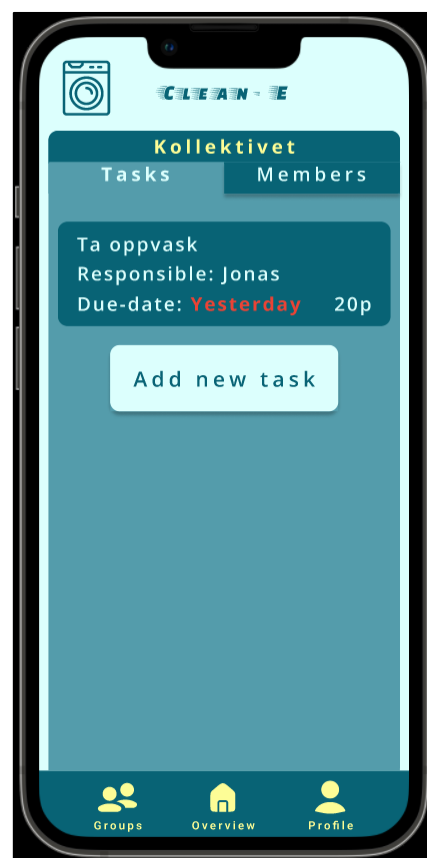 CLEAN-E
Kollektivet
Tasks Members
Ta oppvask
Responsible: Jonas
Due-date: Yesterday 20p
Add new task
Groups Overview Profile